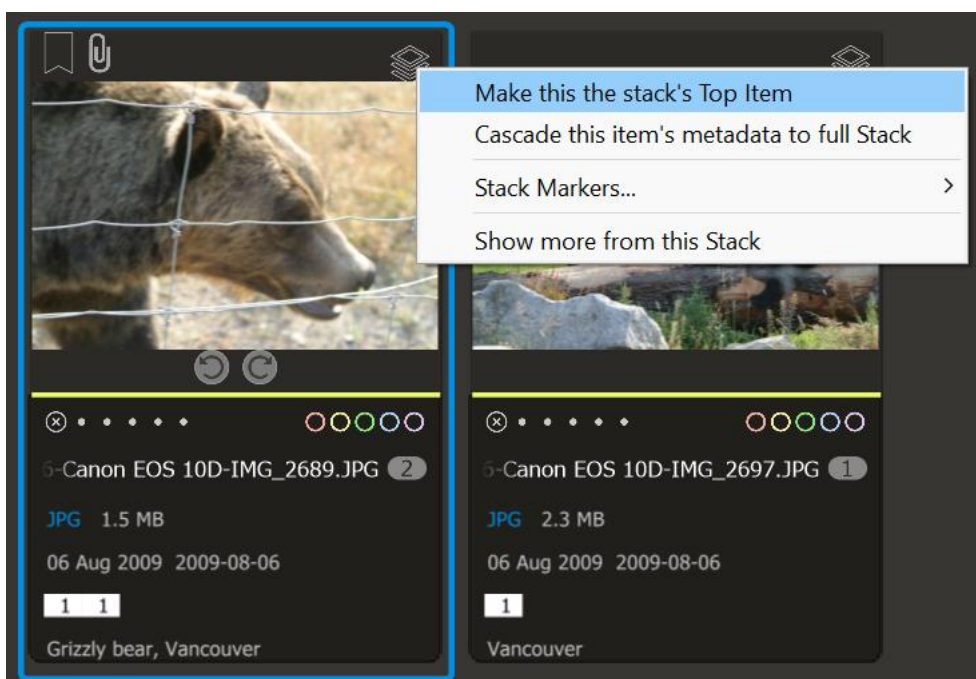 Make this the stack's Top Item
Cascade this item's metadata to full Stack
Stack Markers...
Show more from this Stack
6-Canon EOS 10D-IMG_2689.JPG 2
JPG 1.5 MB
06 Aug 2009 2009-08-06
1 1
Grizzly bear, Vancouver
6-Canon EOS 10D-IMG_2697.JPG 1
JPG 2.3 MB
06 Aug 2009 2009-08-06
1
Vancouver